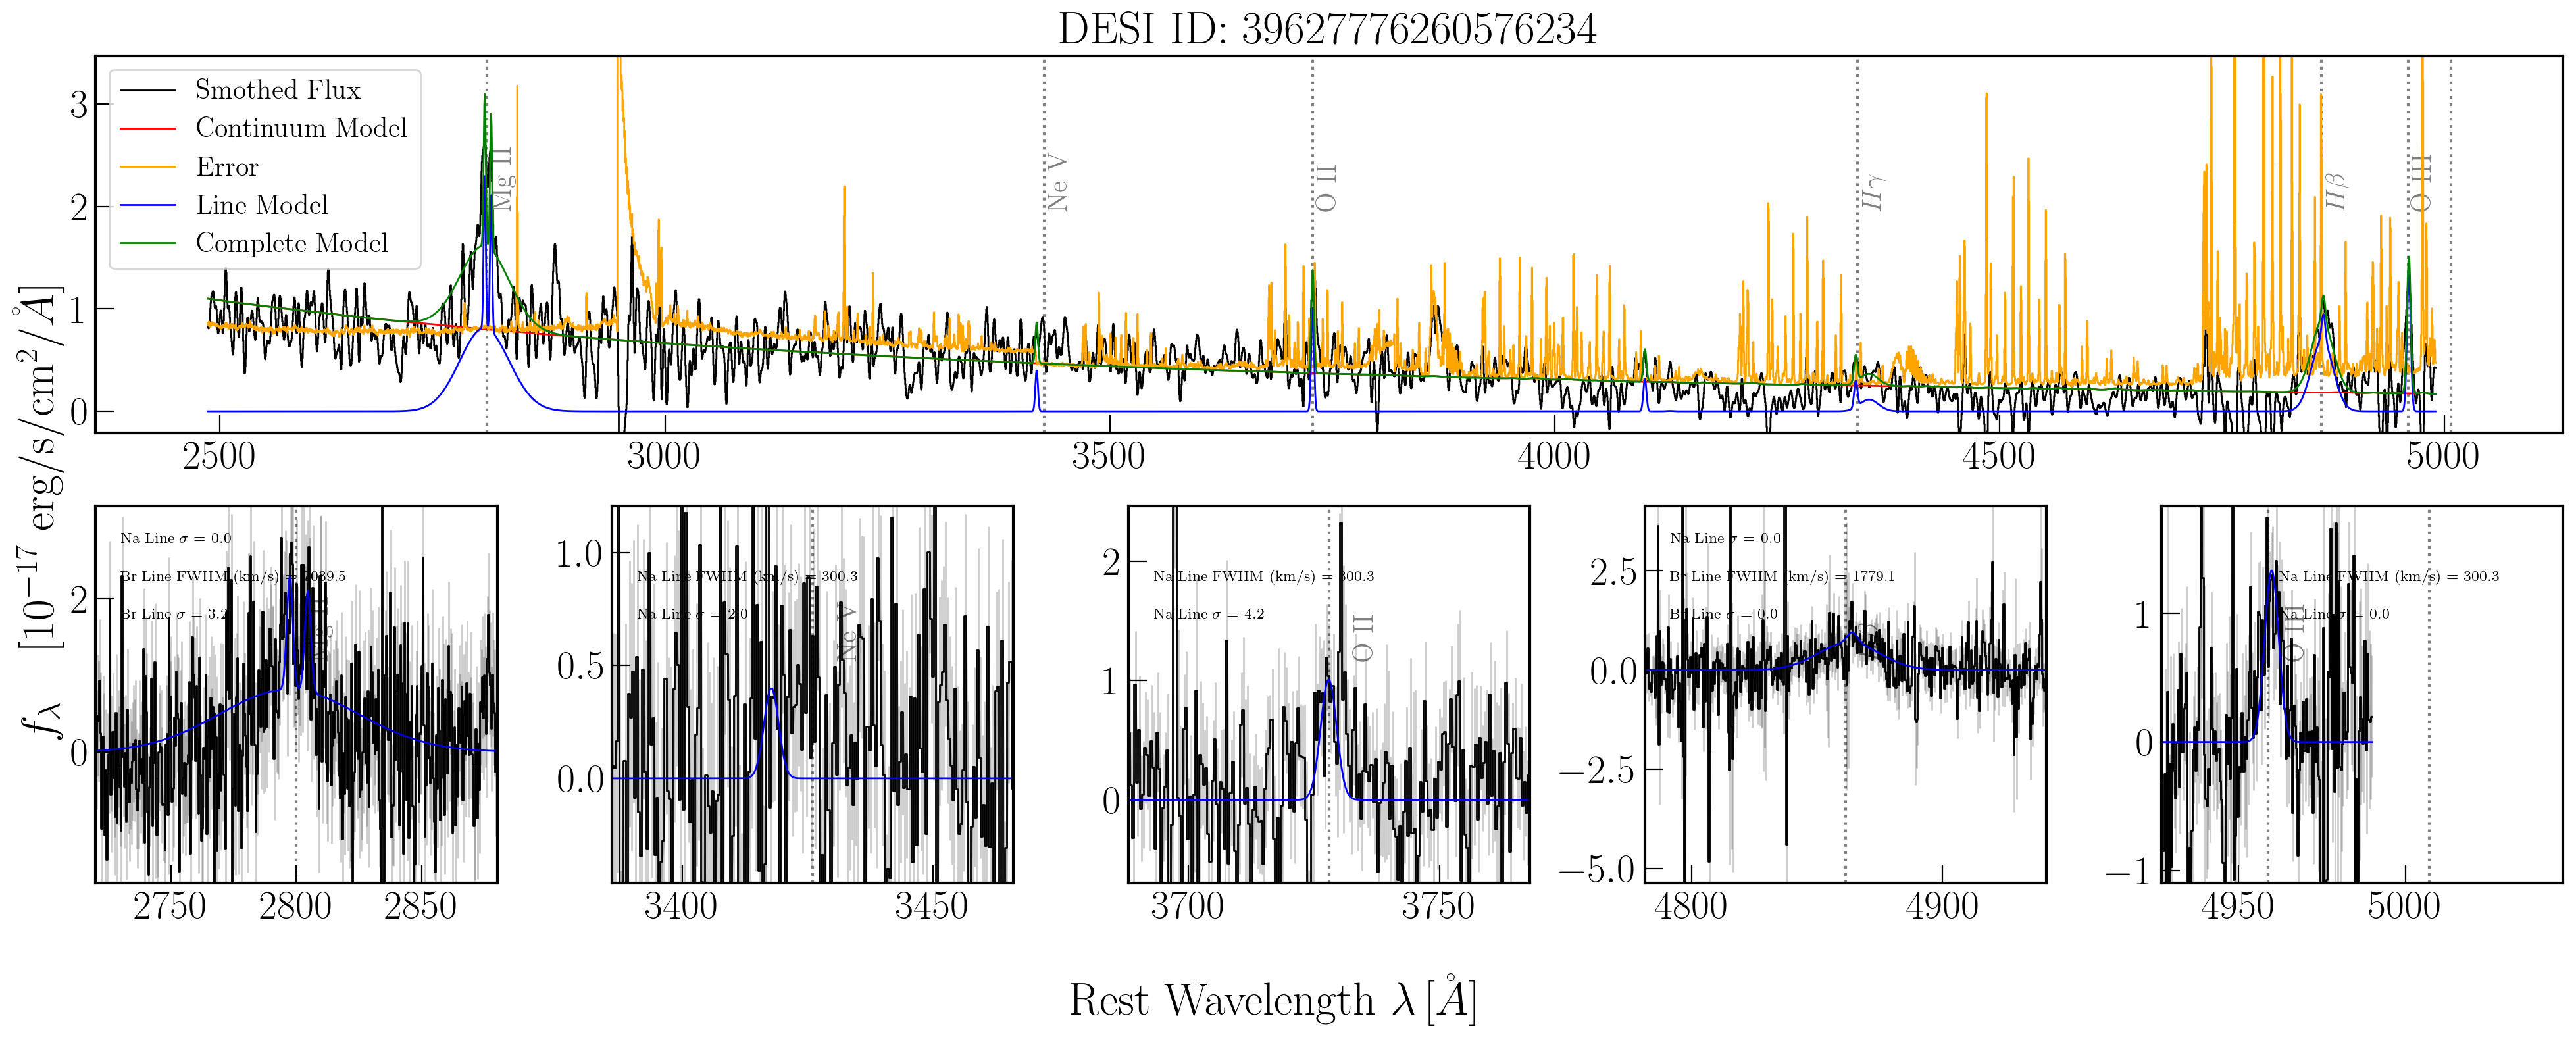 DESI ID: 39627776260576234
Smothed Flux
Continuum Model
Error
Line Model
Complete Model
Mg II
Ne V
O II
Hγ
Hβ
O III
3
2
1
0
2500
3000
3500
4000
4500
5000
f_λ [10^{-17} erg/s/cm^2/Å]
Na Line σ = 0.0
Br Line FWHM (km/s) = 7039.5
Br Line σ = 3.2
2
0
2750
2800
2850
Na Line FWHM (km/s) = 300.3
Na Line σ = 2.0
Ne V
1.0
0.5
0.0
3400
3450
Na Line FWHM (km/s) = 300.3
Na Line σ = 4.2
O II
2
1
0
3700
3750
Na Line σ = 0.0
Br Line FWHM (km/s) = 1779.1
Br Line σ = 0.0
2.5
0.0
−2.5
−5.0
4800
4900
Na Line FWHM (km/s) = 300.3
Na Line σ = 0.0
O III
1
0
−1
4950
5000
Rest Wavelength λ [Å]